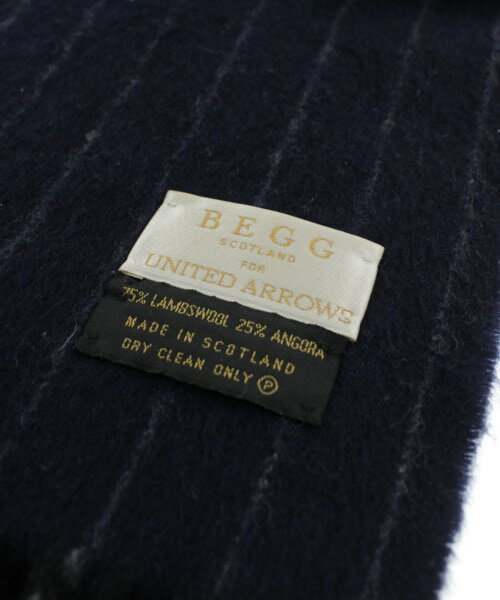 BEGG
SCOTLAND
FOR
UNITED ARROWS
75% LAMBSWOOL 25% ANGORA
MADE IN SCOTLAND
DRY CLEAN ONLY Ⓟ